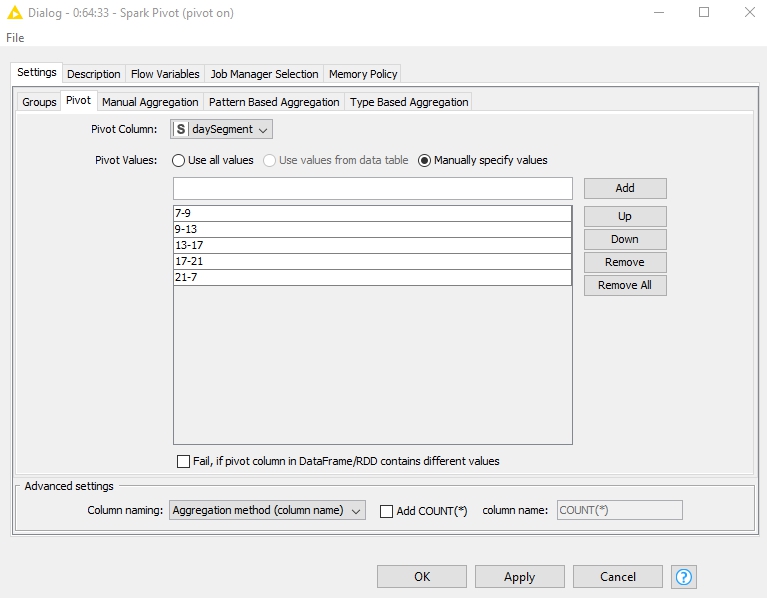 Dialog - 0:64:33 - Spark Pivot (pivot on)
File
Settings Description Flow Variables Job Manager Selection Memory Policy
Groups Pivot Manual Aggregation Pattern Based Aggregation Type Based Aggregation
Pivot Column: S daySegment
Pivot Values: Use all values Use values from data table Manually specify values
Add
7-9
9-13
13-17
17-21
21-7
Up
Down
Remove
Remove All
Fail, if pivot column in DataFrame/RDD contains different values
Advanced settings
Column naming: Aggregation method (column name) Add COUNT(*) column name: COUNT(*)
OK Apply Cancel ?